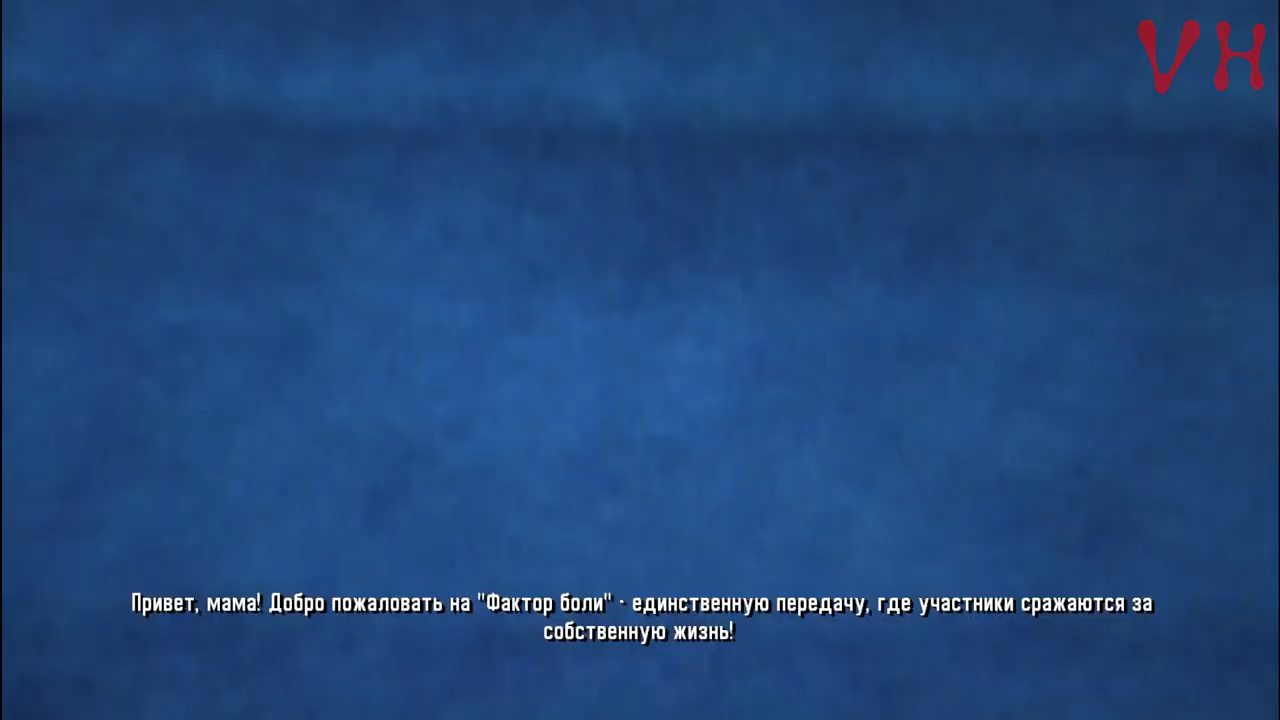 VH
Привет, мама! Добро пожаловать на "Фактор боли" - единственную передачу, где участники сражаются за
собственную жизнь!